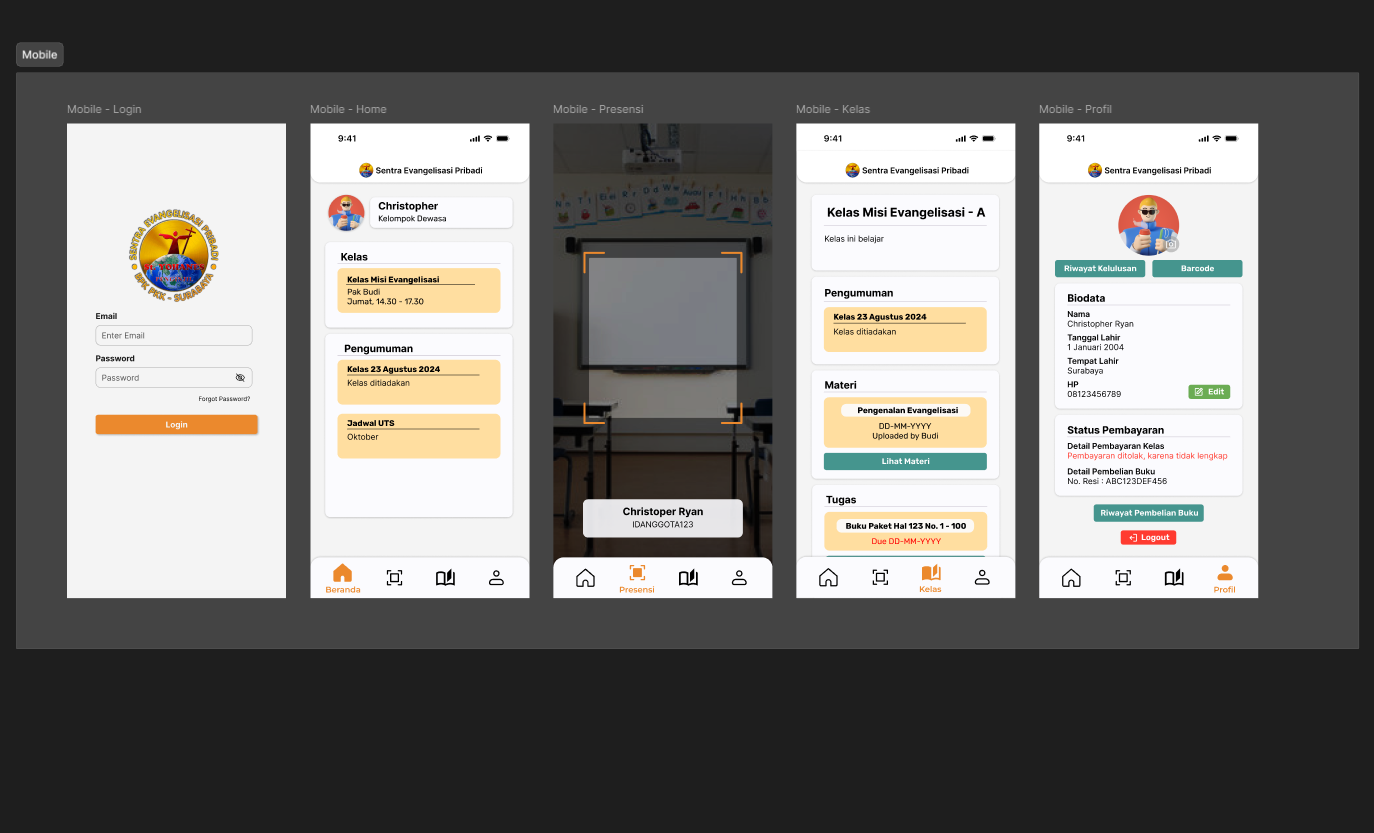 Mobile
Mobile - Login
SENTRA EVANGELISASI PRIBADI
BPK PKK - SURABAYA
Email
Enter Email
Password
Password
Forgot Password?
Login
Mobile - Home
9:41
Sentra Evangelisasi Pribadi
Christopher
Kelompok Dewasa
Kelas
Kelas Misi Evangelisasi
Pak Budi
Jumat, 14.30 - 17.30
Pengumuman
Kelas 23 Agustus 2024
Kelas ditiadakan
Jadwal UTS
Oktober
Beranda
Mobile - Presensi
Christoper Ryan
IDANGGOTA123
Presensi
Mobile - Kelas
9:41
Sentra Evangelisasi Pribadi
Kelas Misi Evangelisasi - A
Kelas ini belajar
Pengumuman
Kelas 23 Agustus 2024
Kelas ditiadakan
Materi
Pengenalan Evangelisasi
DD-MM-YYYY
Uploaded by Budi
Lihat Materi
Tugas
Buku Paket Hal 123 No. 1 - 100
Due DD-MM-YYYY
Kelas
Mobile - Profil
9:41
Sentra Evangelisasi Pribadi
Riwayat Kelulusan
Barcode
Biodata
Nama
Christopher Ryan
Tanggal Lahir
1 Januari 2004
Tempat Lahir
Surabaya
HP
08123456789
Edit
Status Pembayaran
Detail Pembayaran Kelas
Pembayaran ditolak, karena tidak lengkap
Detail Pembelian Buku
No. Resi : ABC123DEF456
Riwayat Pembelian Buku
Logout
Profil